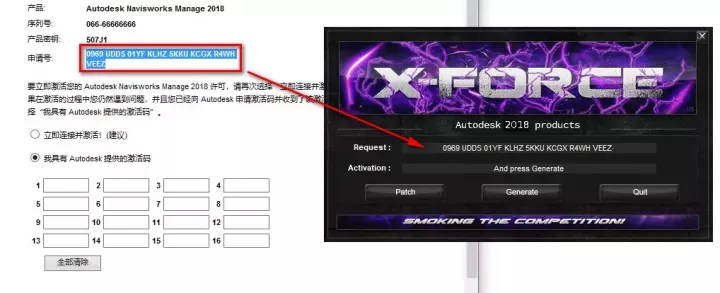 产品: Autodesk Navisworks Manage 2018
序列号: 066-66666666
产品密钥: 507J1
申请号: 0969 UDDS 01YF KLHZ 5KKU KCGX R4WH
VEEZ
要立即激活您的 Autodesk Navisworks Manage 2018 许可，请再次选择"立即连接并激
果在激活的过程中您仍然遇到问题，并且您已经向 Autodesk 申请激活码并收到了该激活
择"我具有 Autodesk 提供的激活码"。
立即连接并激活! (建议)
我具有 Autodesk 提供的激活码
1 2 3 4
5 6 7 8
9 10 11 12
13 14 15 16
全部清除
X-FORCE
Autodesk 2018 products
Request : 0969 UDDS 01YF KLHZ 5KKU KCGX R4WH VEEZ
Activation : And press Generate
Patch Generate Quit
SMOKING THE COMPETITION!